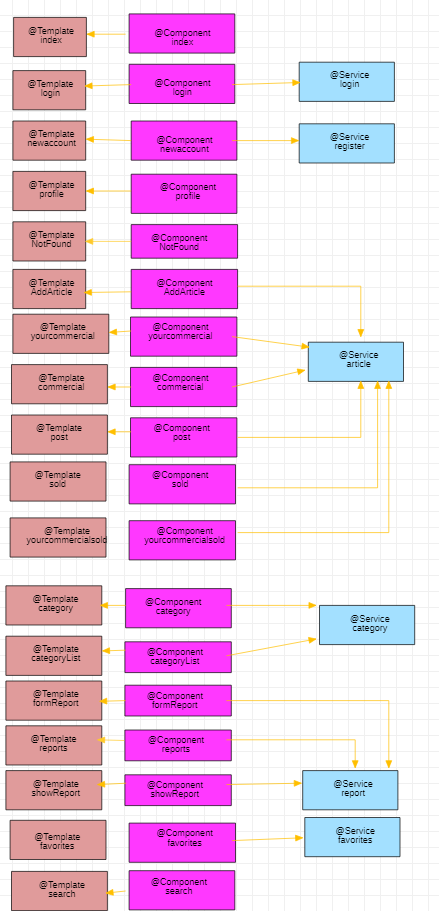 @Template
index
@Component
index
@Template
login
@Component
login
@Service
login
@Template
newaccount
@Component
newaccount
@Service
register
@Template
profile
@Component
profile
@Template
NotFound
@Component
NotFound
@Template
AddArticle
@Component
AddArticle
@Template
yourcommercial
@Component
yourcommercial
@Service
article
@Template
commercial
@Component
commercial
@Template
post
@Component
post
@Template
sold
@Component
sold
@Template
yourcommercialsold
@Component
yourcommercialsold
@Template
category
@Component
category
@Service
category
@Template
categoryList
@Component
categoryList
@Template
formReport
@Component
formReport
@Template
reports
@Component
reports
@Template
showReport
@Component
showReport
@Service
report
@Template
favorites
@Component
favorites
@Service
favorites
@Template
search
@Component
search